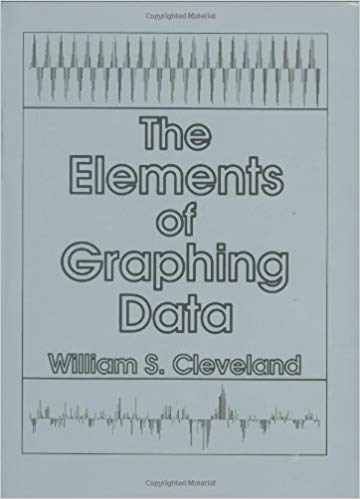 Copyrighted Material
The
Elements
of
Graphing
Data
William S. Cleveland
Copyrighted Material